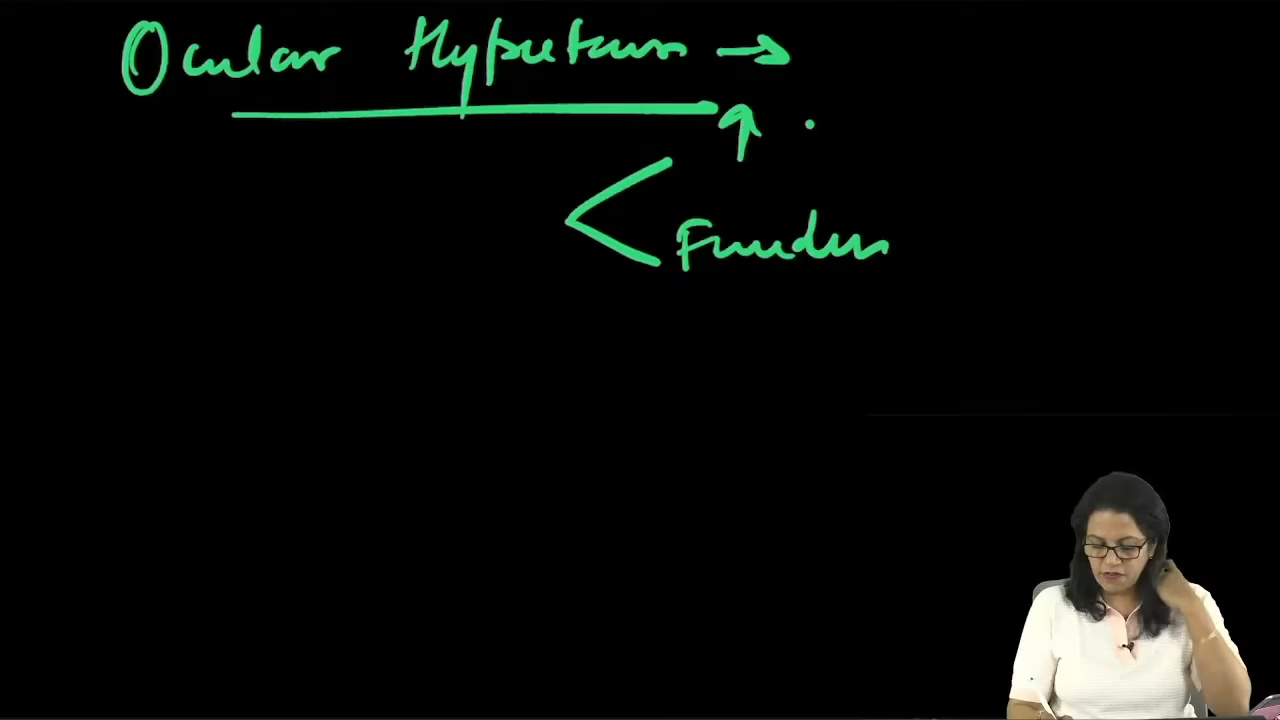 Ocular Hypertension →
↑ .
Fundus